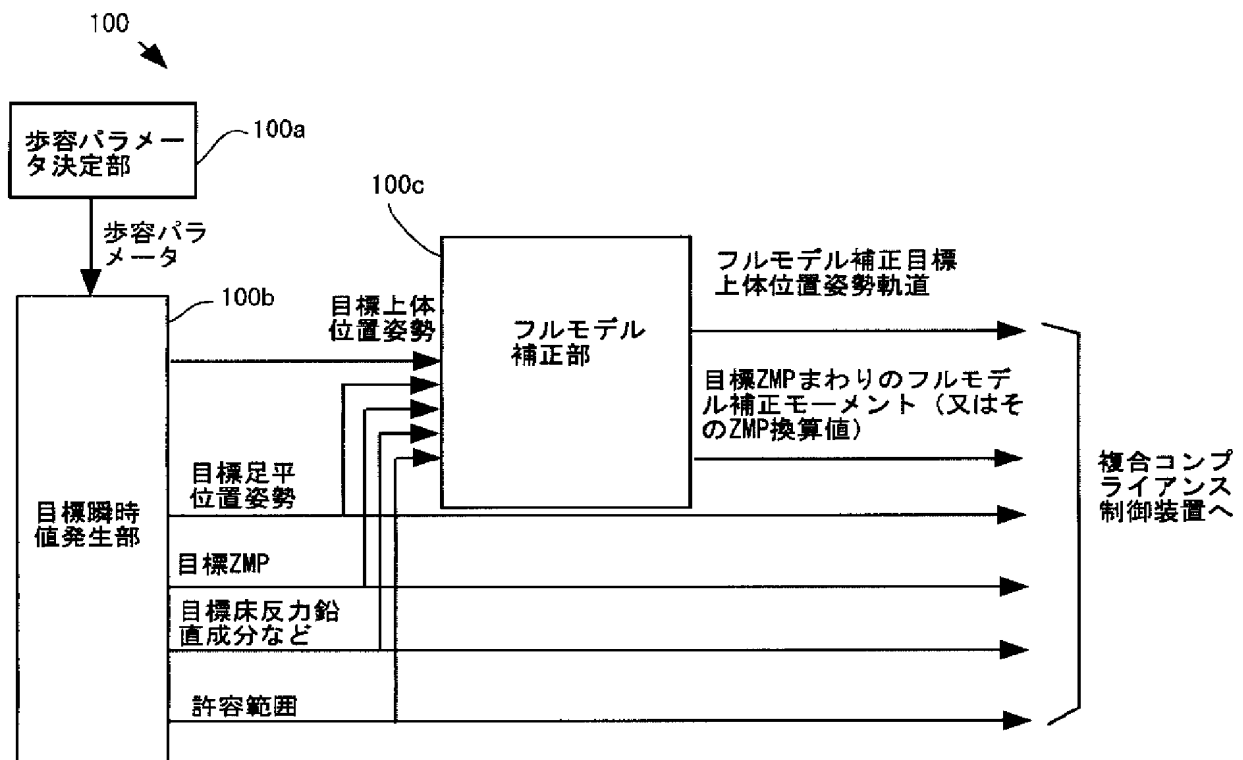 100
歩容パラメー
タ決定部
100a
歩容パラ
メータ
100b
目標瞬時
値発生部
目標上体
位置姿勢
100c
フルモデル
補正部
フルモデル補正目標
上体位置姿勢軌道
目標ZMPまわりのフルモデ
ル補正モーメント（又はそ
のZMP換算値）
目標足平
位置姿勢
目標ZMP
目標床反力鉛
直成分など
許容範囲
複合コンプ
ライアンス
制御装置へ